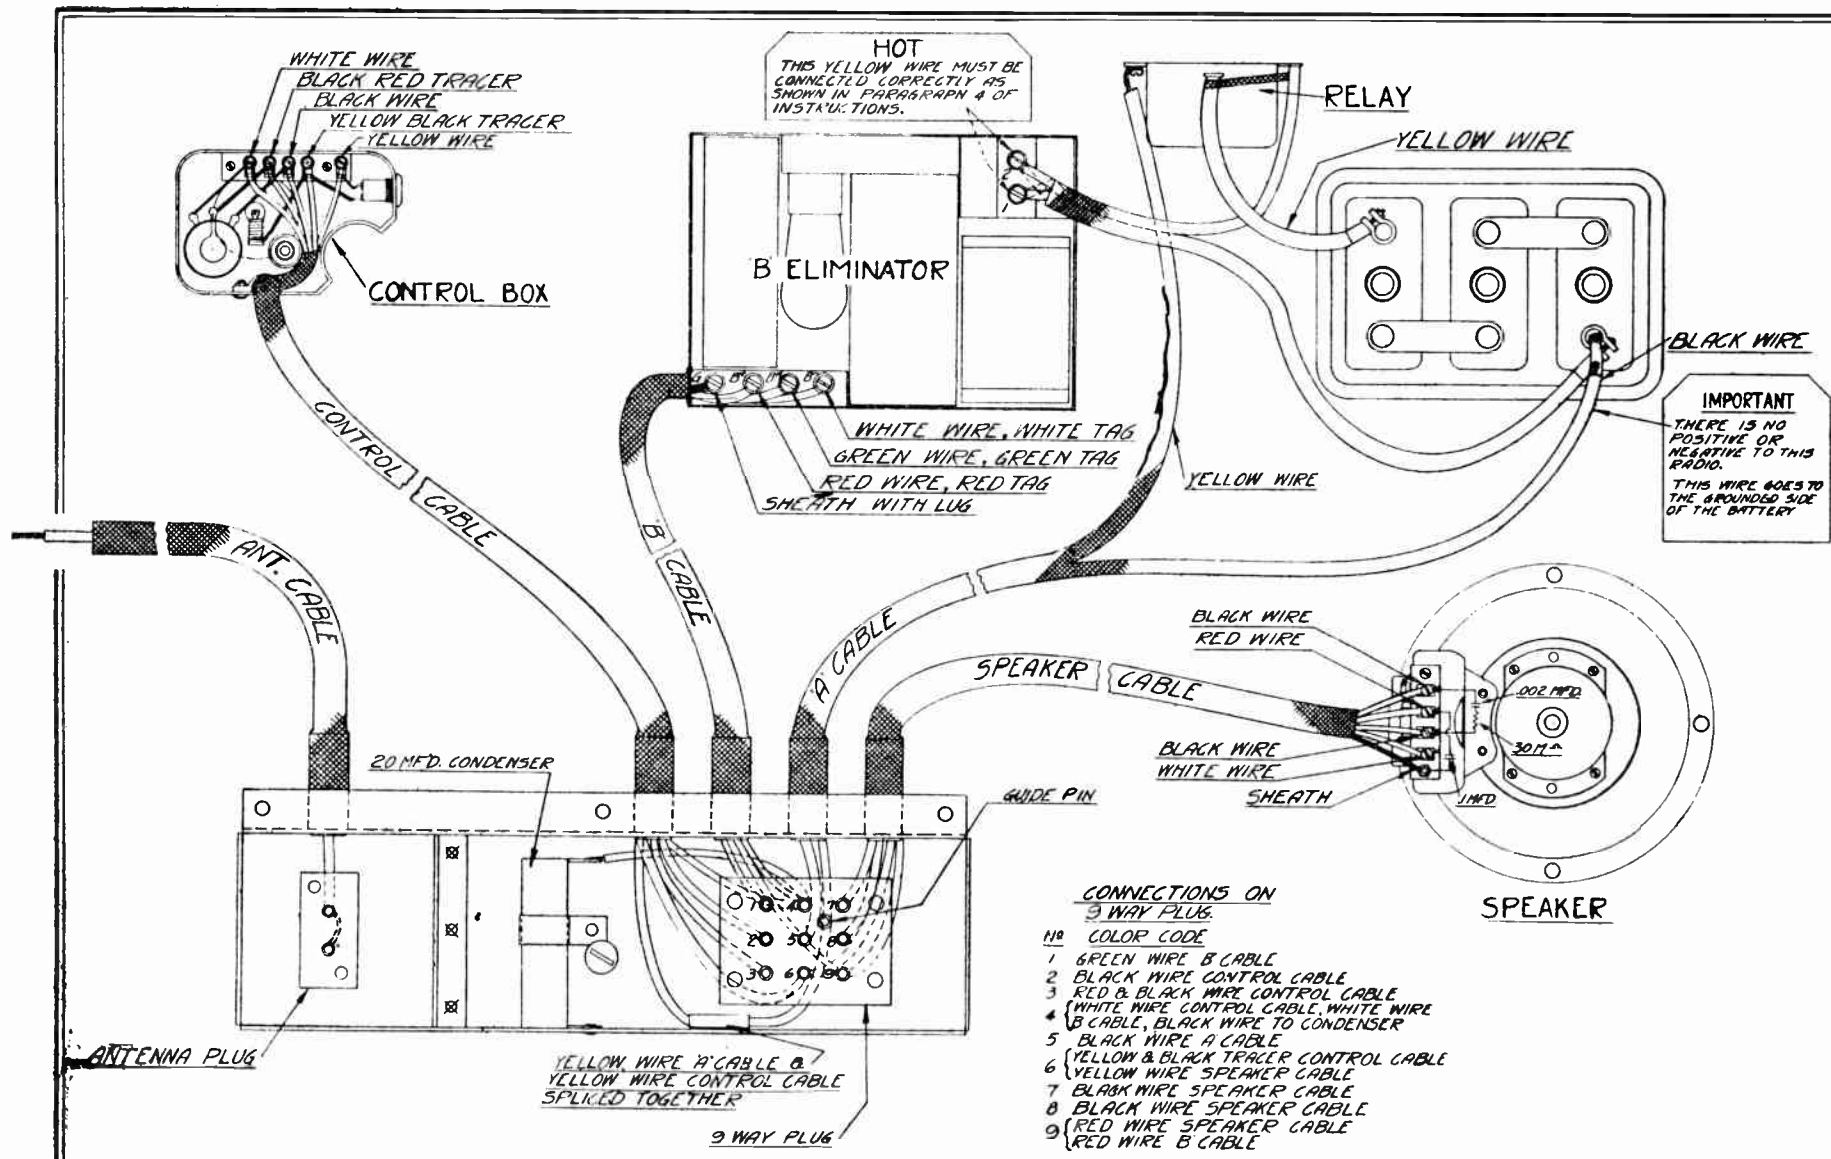 WHITE WIRE
BLACK RED TRACER
BLACK WIRE
YELLOW BLACK TRACER
YELLOW WIRE
CONTROL BOX
HOT
THIS YELLOW WIRE MUST BE
CONNECTED CORRECTLY AS
SHOWN IN PARAGRAPH 4 OF
INSTRUCTIONS.
RELAY
YELLOW WIRE
B ELIMINATOR
BLACK WIRE
IMPORTANT
THERE IS NO
POSITIVE OR
NEGATIVE TO THIS
RADIO.
THIS WIRE GOES TO
THE GROUNDED SIDE
OF THE BATTERY
WHITE WIRE, WHITE TAG
GREEN WIRE, GREEN TAG
RED WIRE, RED TAG
SHEATH WITH LUG
YELLOW WIRE
CONTROL CABLE
ANT. CABLE
"B" CABLE
"A" CABLE
SPEAKER CABLE
BLACK WIRE
RED WIRE
.002 MFD.
30 M
BLACK WIRE
WHITE WIRE
SHEATH
.1 MFD
SPEAKER
20 MFD. CONDENSER
GUIDE PIN
1 4 7
2 5 8
3 6 9
ANTENNA PLUG
YELLOW WIRE "A" CABLE &
YELLOW WIRE CONTROL CABLE
SPLICED TOGETHER
9 WAY PLUG
CONNECTIONS ON
9 WAY PLUG.
Nº COLOR CODE
1 GREEN WIRE B CABLE
2 BLACK WIRE CONTROL CABLE
3 RED & BLACK WIRE CONTROL CABLE
4 { WHITE WIRE CONTROL CABLE, WHITE WIRE
B CABLE, BLACK WIRE TO CONDENSER
5 BLACK WIRE A CABLE
6 { YELLOW & BLACK TRACER CONTROL CABLE
YELLOW WIRE SPEAKER CABLE
7 BLACK WIRE SPEAKER CABLE
8 BLACK WIRE SPEAKER CABLE
9 { RED WIRE SPEAKER CABLE
RED WIRE B CABLE